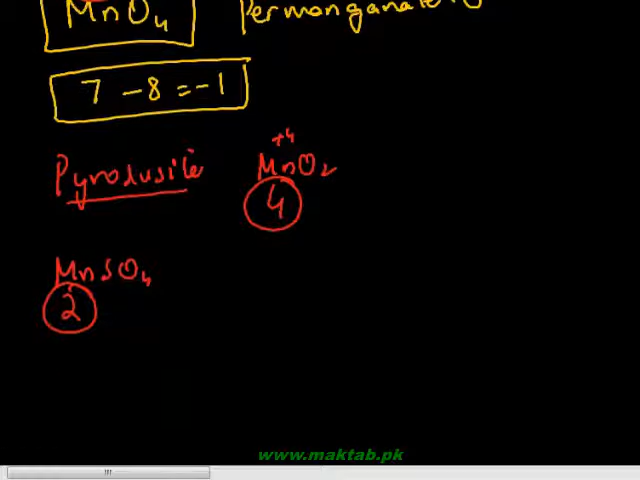 MnO4 Permanganate
7 - 8 = -1
+4
Pyrolusite MnO2
4
MnSO4
2
www.maktab.pk